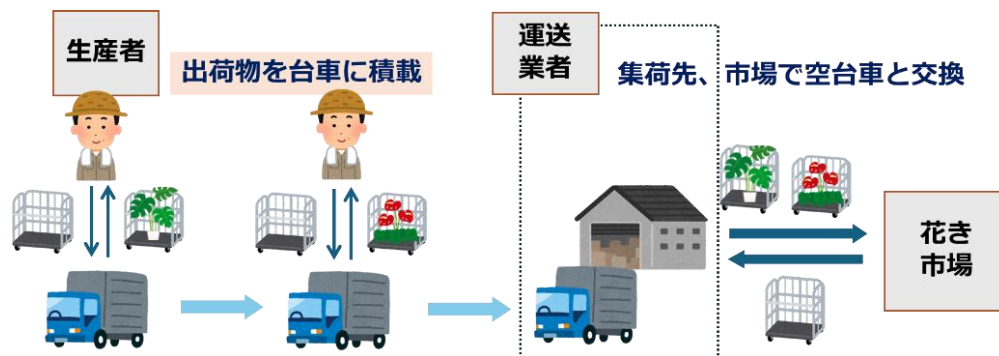 生産者
出荷物を台車に積載
運送
業者
集荷先、市場で空台車と交換
花き
市場